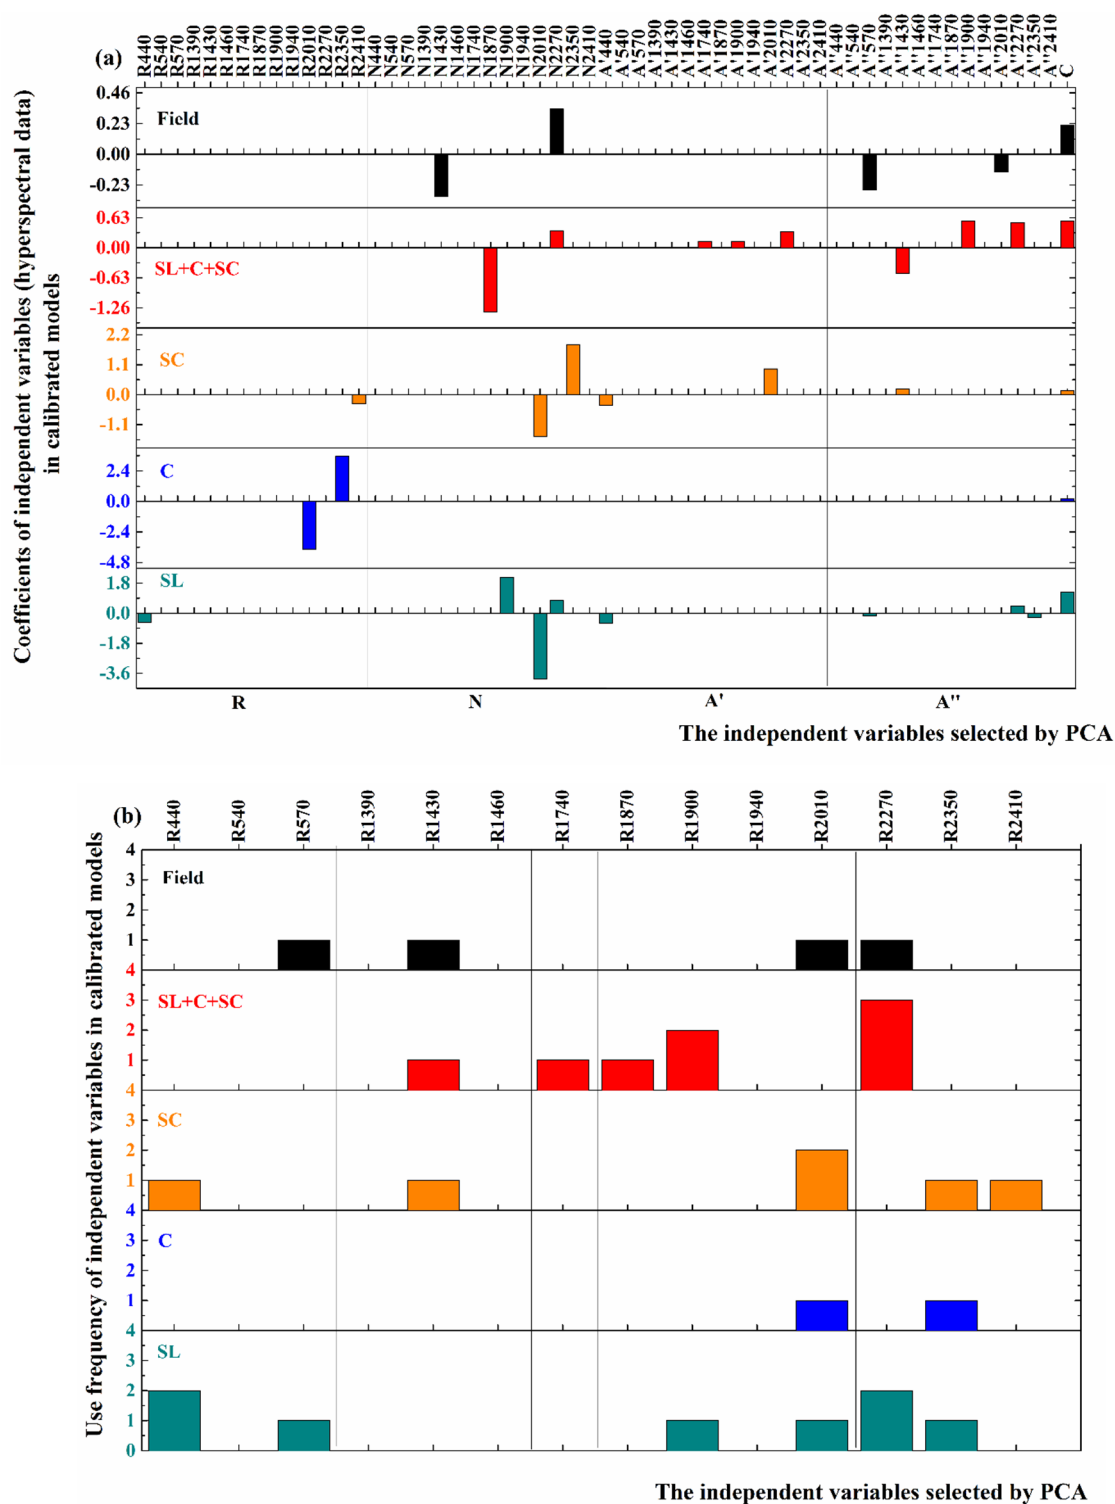 (a)
R440 R540 R570 R1390 R1430 R1460 R1740 R1870 R1900 R1940 R2010 R2270 R2350 R2410 N440 N540 N570 N1390 N1430 N1460 N1740 N1870 N1900 N1940 N2010 N2270 N2350 N2410 A'440 A'540 A'570 A'1390 A'1430 A'1460 A'1740 A'1870 A'1900 A'1940 A'2010 A'2270 A'2350 A'2410 A''440 A''540 A''570 A''1390 A''1430 A''1460 A''1740 A''1870 A''1900 A''1940 A''2010 A''2270 A''2350 A''2410 C
Coefficients of independent variables (hyperspectral data)
in calibrated models
0.46
Field
0.23
0.00
-0.23
0.63
0.00
SL+C+SC
-0.63
-1.26
2.2
SC
1.1
0.0
-1.1
C
2.4
0.0
-2.4
-4.8
SL
1.8
0.0
-1.8
-3.6
R N A' A''
The independent variables selected by PCA
(b)
R440 R540 R570 R1390 R1430 R1460 R1740 R1870 R1900 R1940 R2010 R2270 R2350 R2410
Use frequency of independent variables in calibrated models
4
Field
3
2
1
4
SL+C+SC
3
2
1
4
SC
3
2
1
4
C
3
2
1
4
SL
3
2
1
0
The independent variables selected by PCA